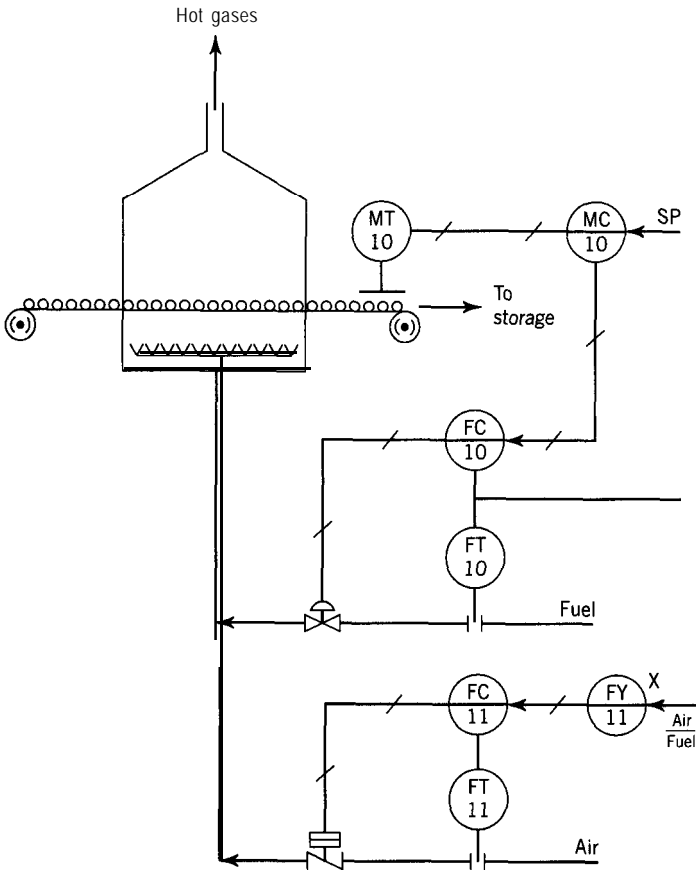 Hot gases
MT
10
MC
10
SP
To
storage
FC
10
FT
10
Fuel
FC
11
FY
11
X
Air
Fuel
FT
11
Air